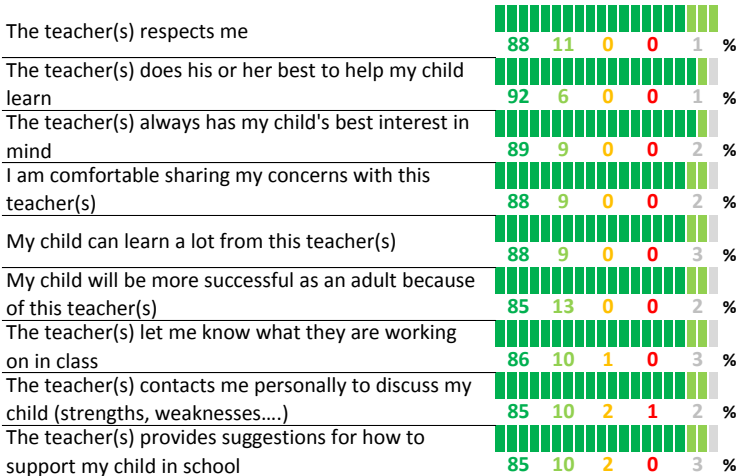 The teacher(s) respects me
88 11 0 0 1 %
The teacher(s) does his or her best to help my child
learn
92 6 0 0 1 %
The teacher(s) always has my child's best interest in
mind
89 9 0 0 2 %
I am comfortable sharing my concerns with this
teacher(s)
88 9 0 0 2 %
My child can learn a lot from this teacher(s)
88 9 0 0 3 %
My child will be more successful as an adult because
of this teacher(s)
85 13 0 0 2 %
The teacher(s) let me know what they are working
on in class
86 10 1 0 3 %
The teacher(s) contacts me personally to discuss my
child (strengths, weaknesses....)
85 10 2 1 2 %
The teacher(s) provides suggestions for how to
support my child in school
85 10 2 0 3 %